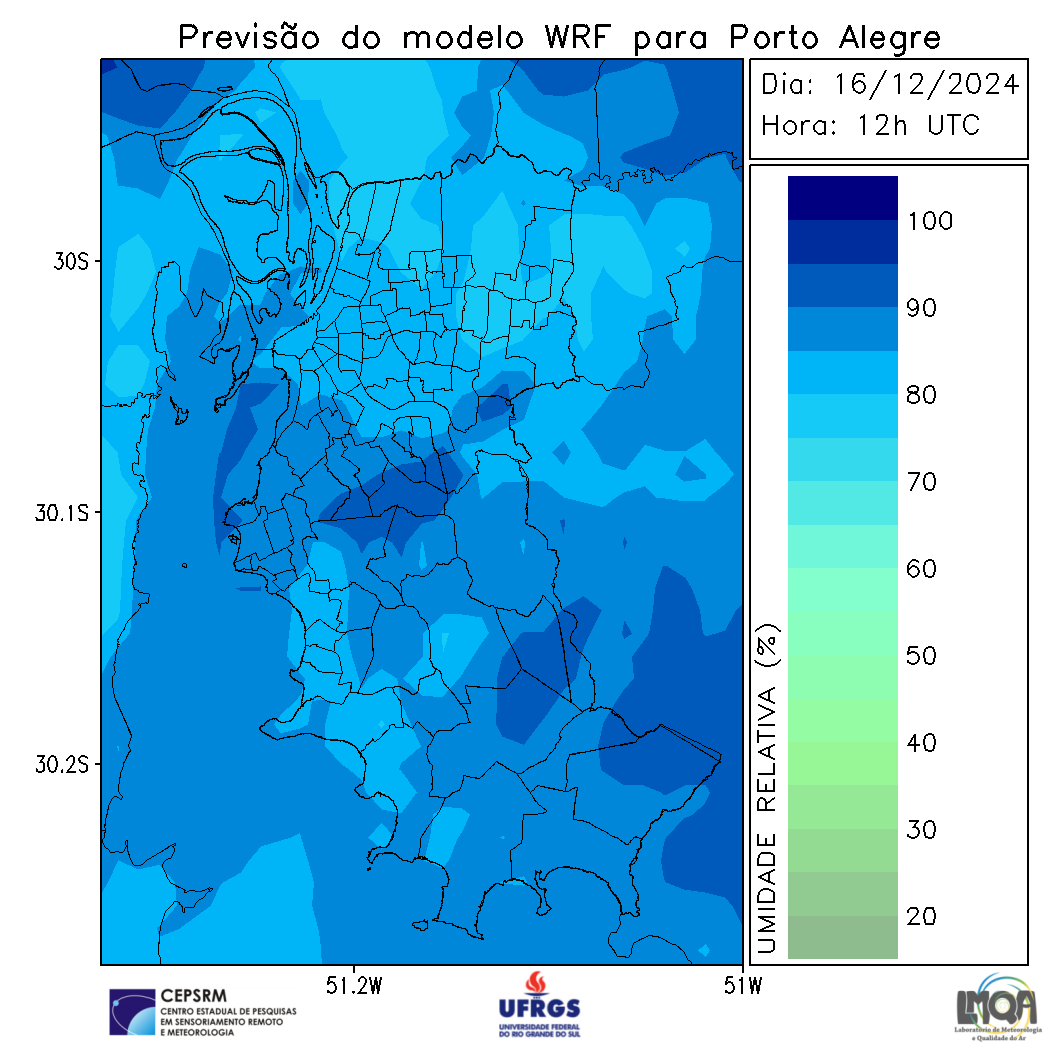 Previsão do modelo WRF para Porto Alegre
Dia: 16/12/2024
Hora: 12h UTC
30S
30.1S
30.2S
51.2W
51W
UMIDADE RELATIVA (%)
100
90
80
70
60
50
40
30
20
CEPSRM
CENTRO ESTADUAL DE PESQUISAS
EM SENSORIAMENTO REMOTO
E METEOROLOGIA
UFRGS
UNIVERSIDADE FEDERAL
DO RIO GRANDE DO SUL
LMQA
Laboratório de Meteorologia
e Qualidade do Ar